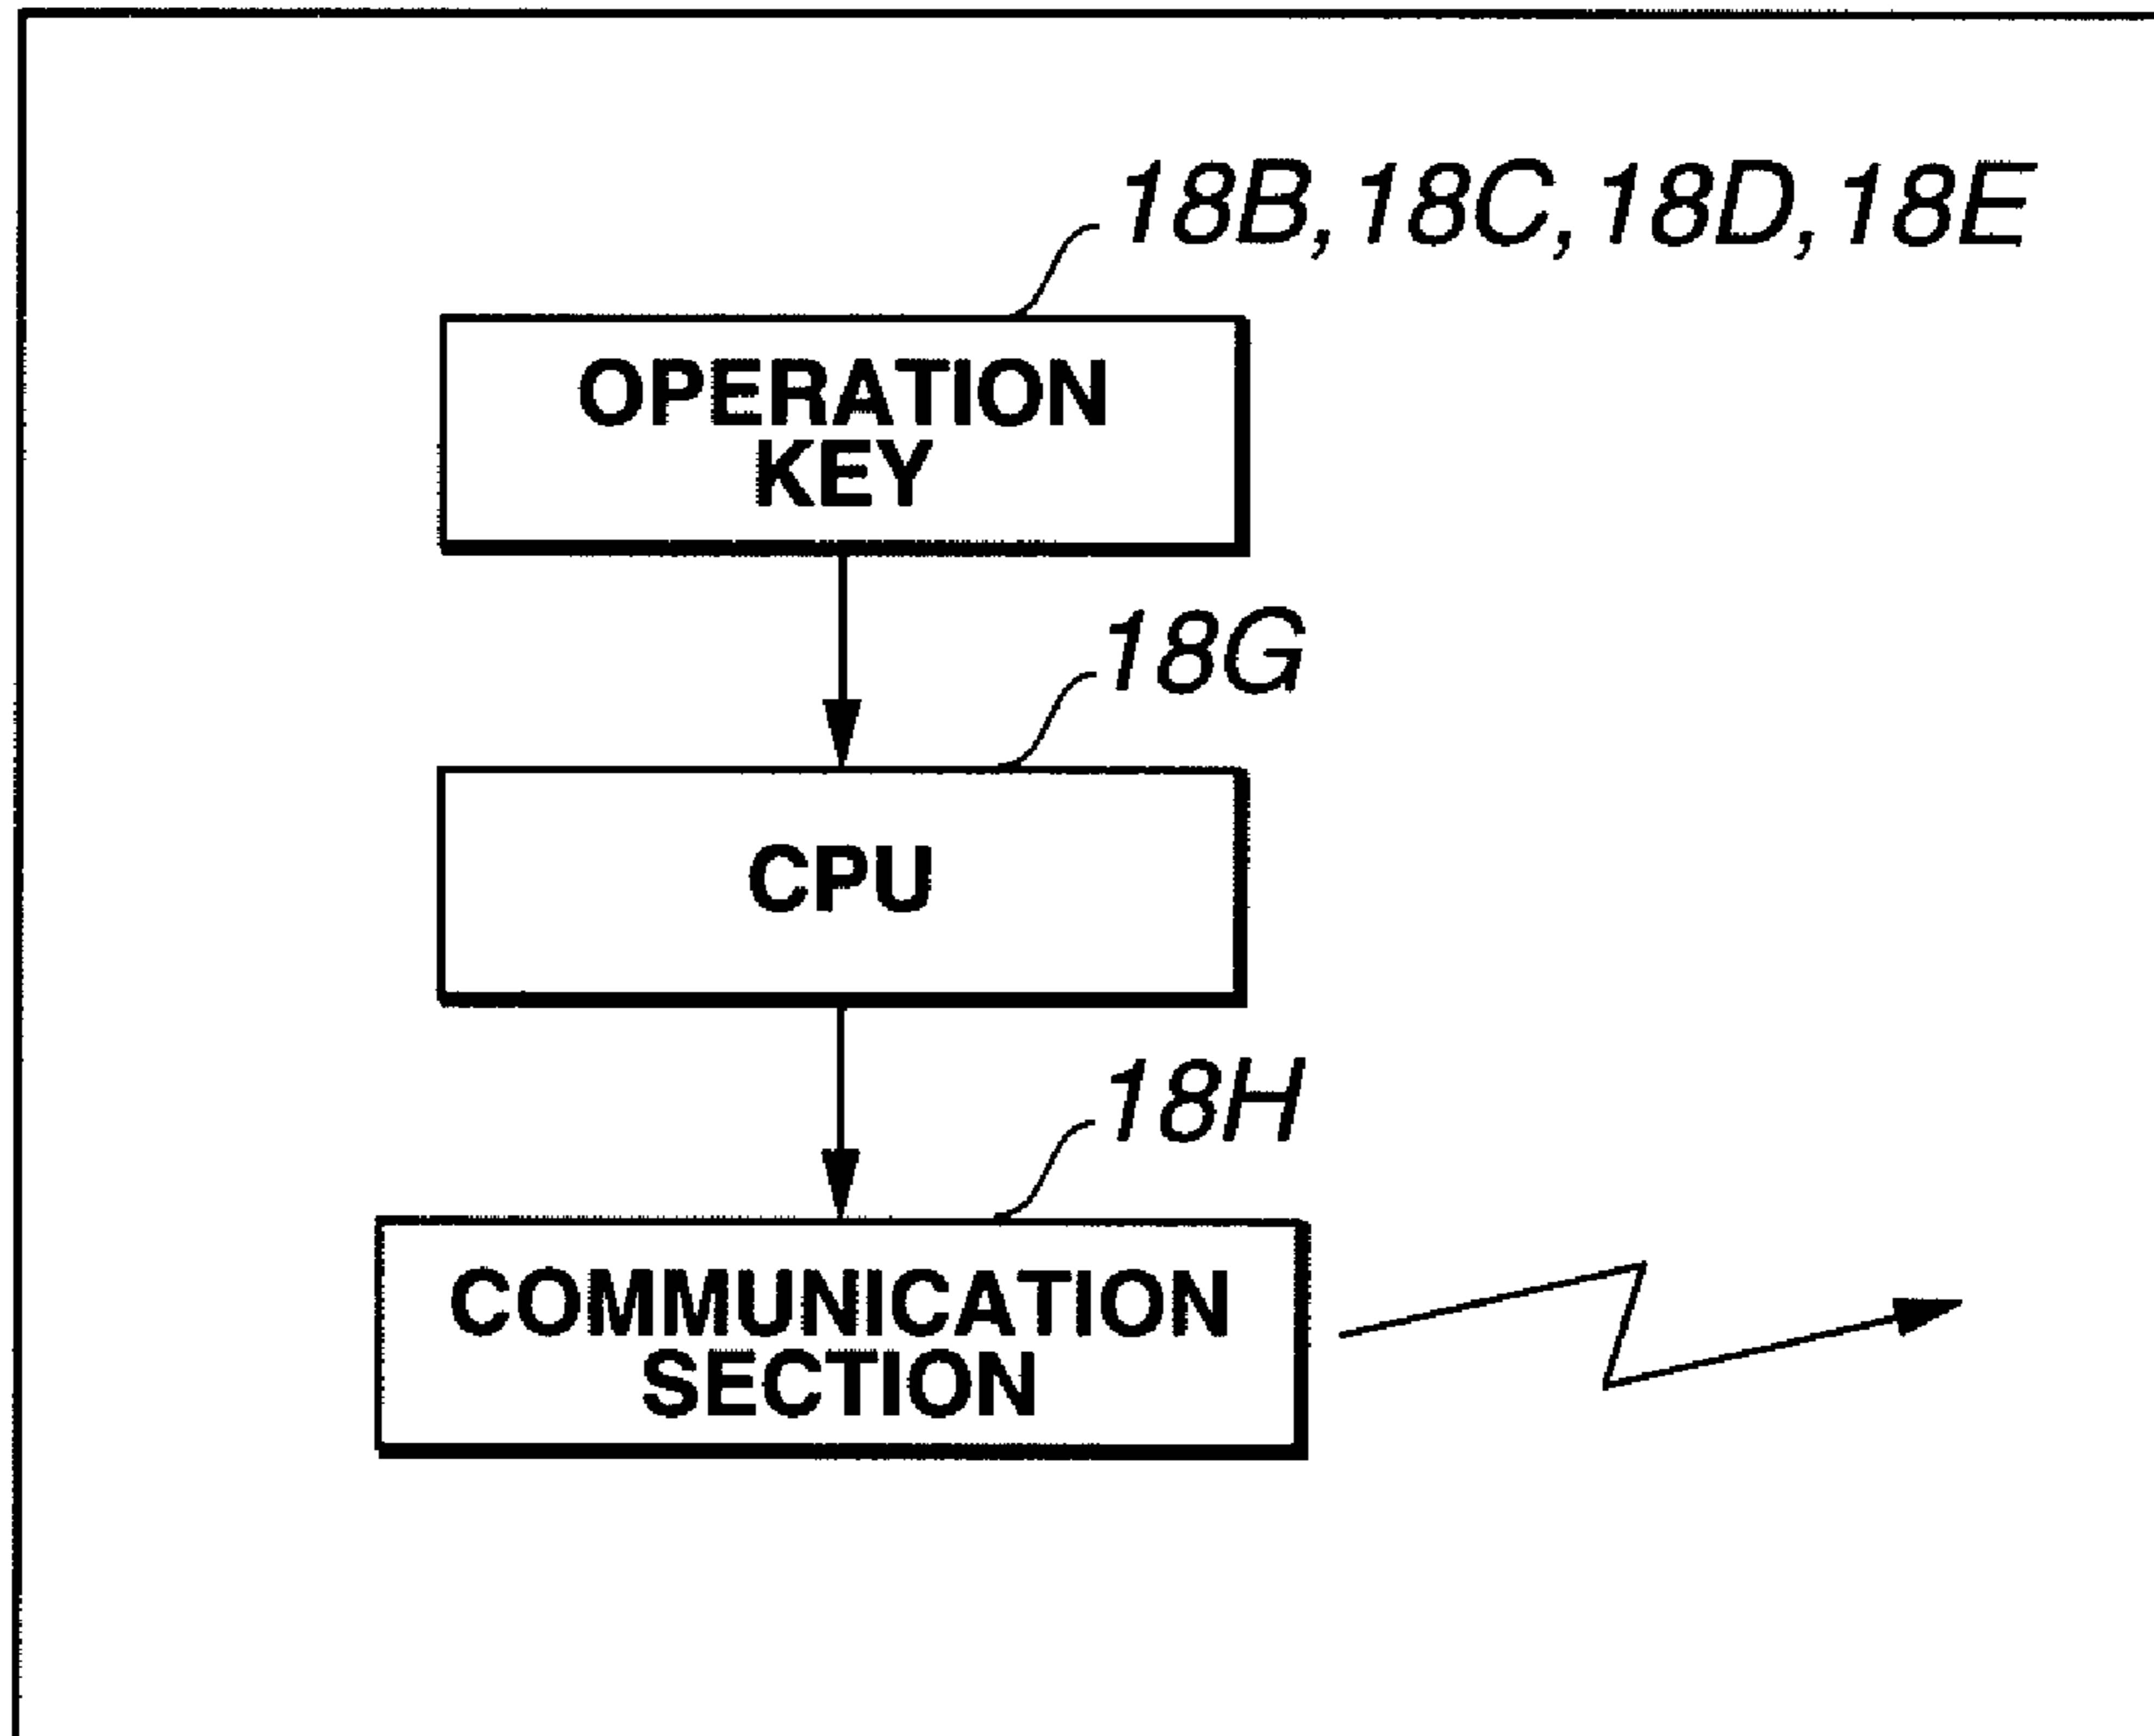 18B, 18C, 18D, 18E
OPERATION
KEY
18G
CPU
18H
COMMUNICATION
SECTION